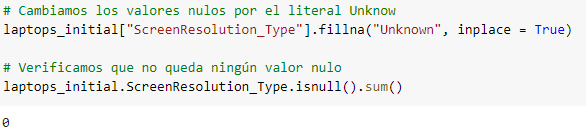 # Cambiamos los valores nulos por el literal Unknow
laptops_initial["ScreenResolution_Type"].fillna("Unknown", inplace = True)
# Verificamos que no queda ningún valor nulo
laptops_initial.ScreenResolution_Type.isnull().sum()
0